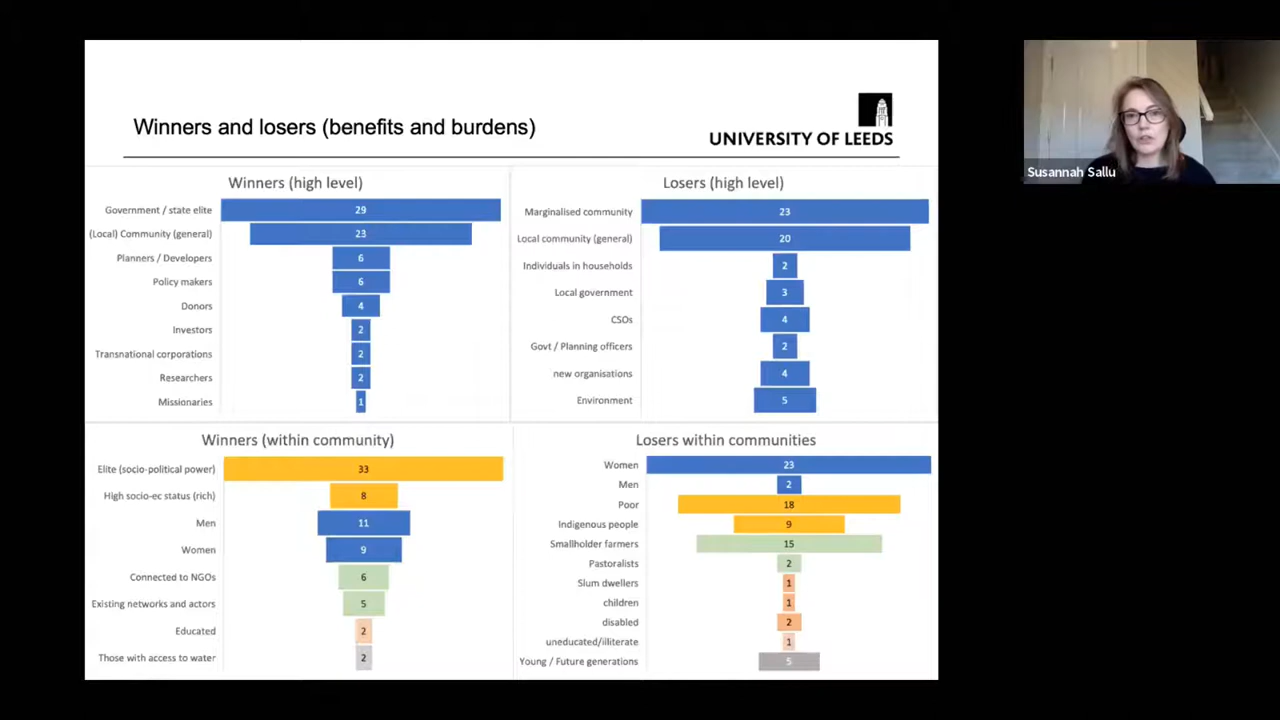 Winners and losers (benefits and burdens)
UNIVERSITY OF LEEDS
Susannah Sallu
Winners (high level)
Government / state elite 29
(Local) Community (general) 23
Planners / Developers 6
Policy makers 6
Donors 4
Investors 2
Transnational corporations 2
Researchers 2
Missionaries 1
Losers (high level)
Marginalised community 23
Local community (general) 20
Individuals in households 2
Local government 3
CSOs 4
Govt / Planning officers 2
new organisations 4
Environment 5
Winners (within community)
Elite (socio-political power) 33
High socio-ec status (rich) 8
Men 11
Women 9
Connected to NGOs 6
Existing networks and actors 5
Educated 2
Those with access to water 2
Losers within communities
Women 23
Men 2
Poor 18
Indigenous people 9
Smallholder farmers 15
Pastoralists 2
Slum dwellers 1
children 1
disabled 2
uneducated/illiterate 1
Young / Future generations 5